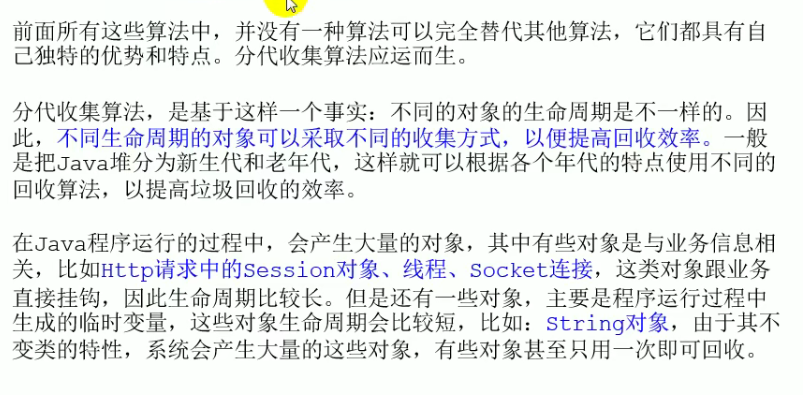 前面所有这些算法中，并没有一种算法可以完全替代其他算法，它们都具有自
己独特的优势和特点。分代收集算法应运而生。
分代收集算法，是基于这样一个事实：不同的对象的生命周期是不一样的。因
此，不同生命周期的对象可以采取不同的收集方式，以便提高回收效率。一般
是把Java堆分为新生代和老年代，这样就可以根据各个年代的特点使用不同的
回收算法，以提高垃圾回收的效率。
在Java程序运行的过程中，会产生大量的对象，其中有些对象是与业务信息相
关，比如Http请求中的Session对象、线程、Socket连接，这类对象跟业务
直接挂钩，因此生命周期比较长。但是还有一些对象，主要是程序运行过程中
生成的临时变量，这些对象生命周期会比较短，比如：String对象，由于其不
变类的特性，系统会产生大量的这些对象，有些对象甚至只用一次即可回收。